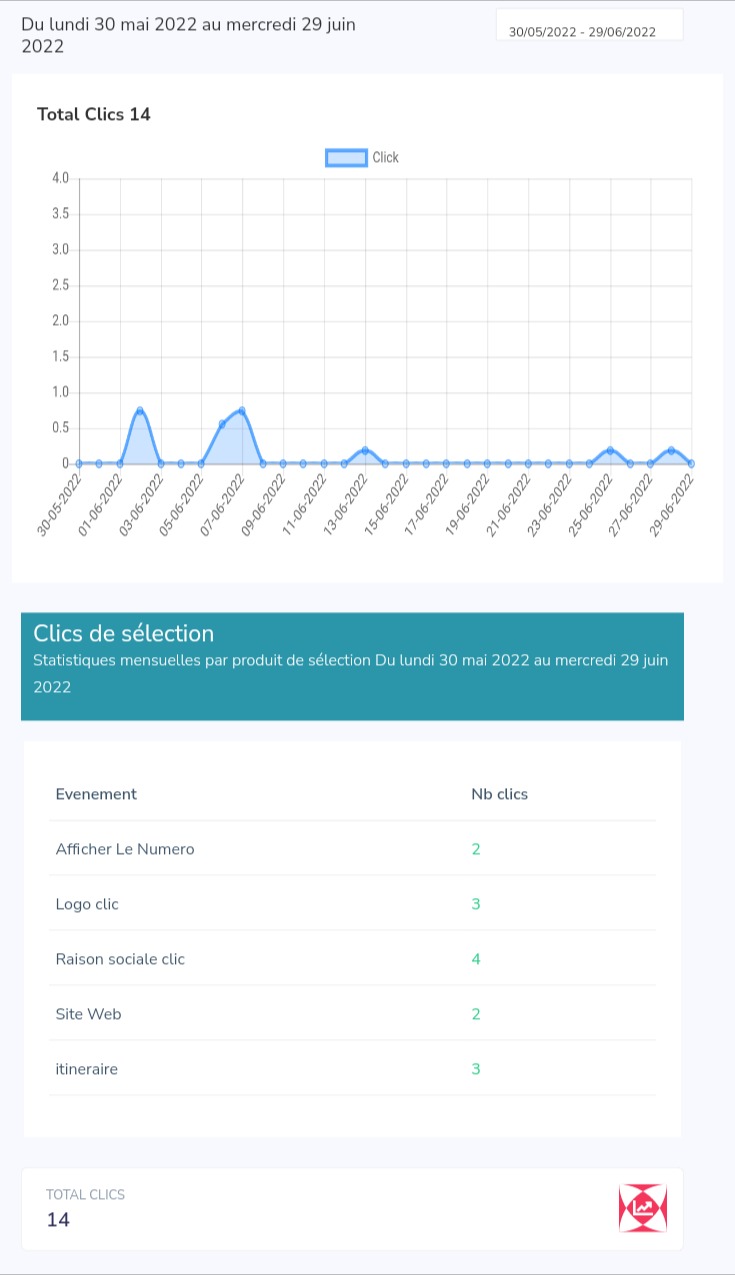 Du lundi 30 mai 2022 au mercredi 29 juin
2022
30/05/2022 - 29/06/2022
Total Clics 14
Click
4.0
3.5
3.0
2.5
2.0
1.5
1.0
0.5
0
30-05-2022
01-06-2022
03-06-2022
05-06-2022
07-06-2022
09-06-2022
11-06-2022
13-06-2022
15-06-2022
17-06-2022
19-06-2022
21-06-2022
23-06-2022
25-06-2022
27-06-2022
29-06-2022
Clics de sélection
Statistiques mensuelles par produit de sélection Du lundi 30 mai 2022 au mercredi 29 juin
2022
Evenement Nb clics
Afficher Le Numero 2
Logo clic 3
Raison sociale clic 4
Site Web 2
itineraire 3
TOTAL CLICS
14